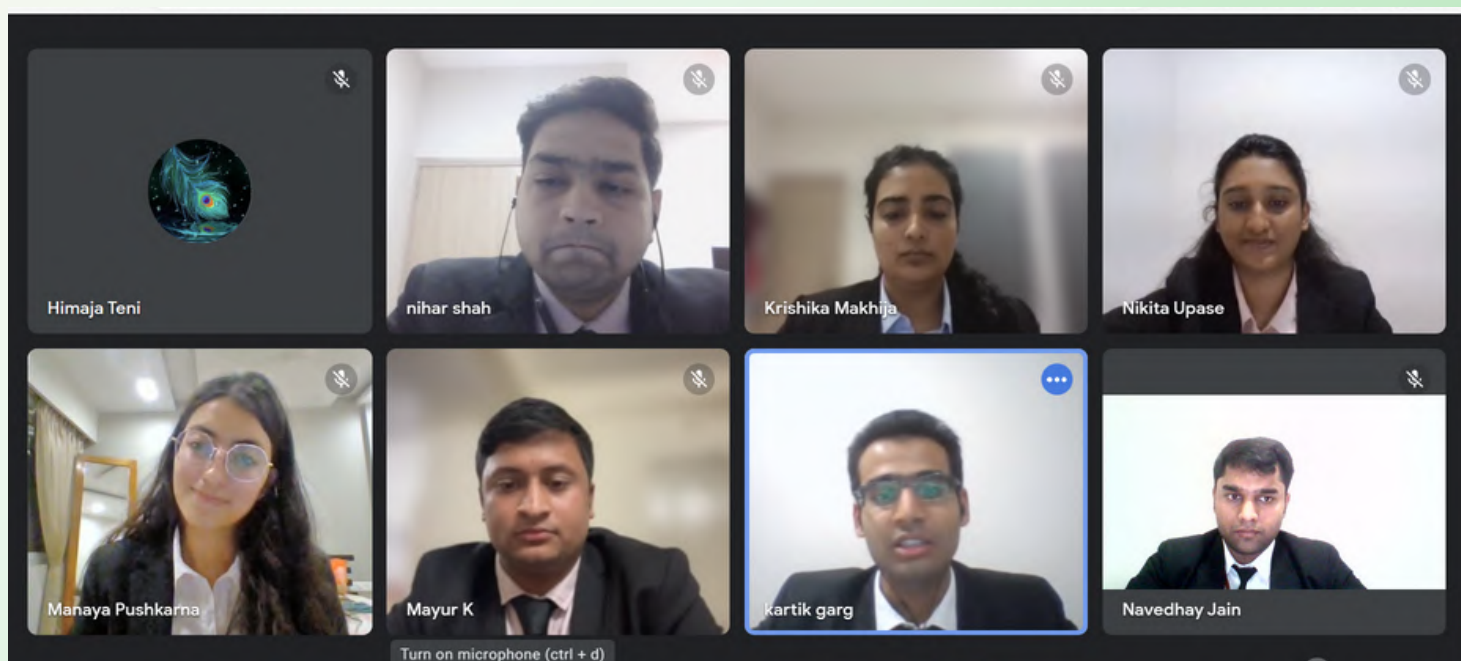 Himaja Teni
nihar shah
Krishika Makhija
Nikita Upase
Manaya Pushkarna
Mayur K
kartik garg
Navedhay Jain
Turn on microphone (ctrl + d)